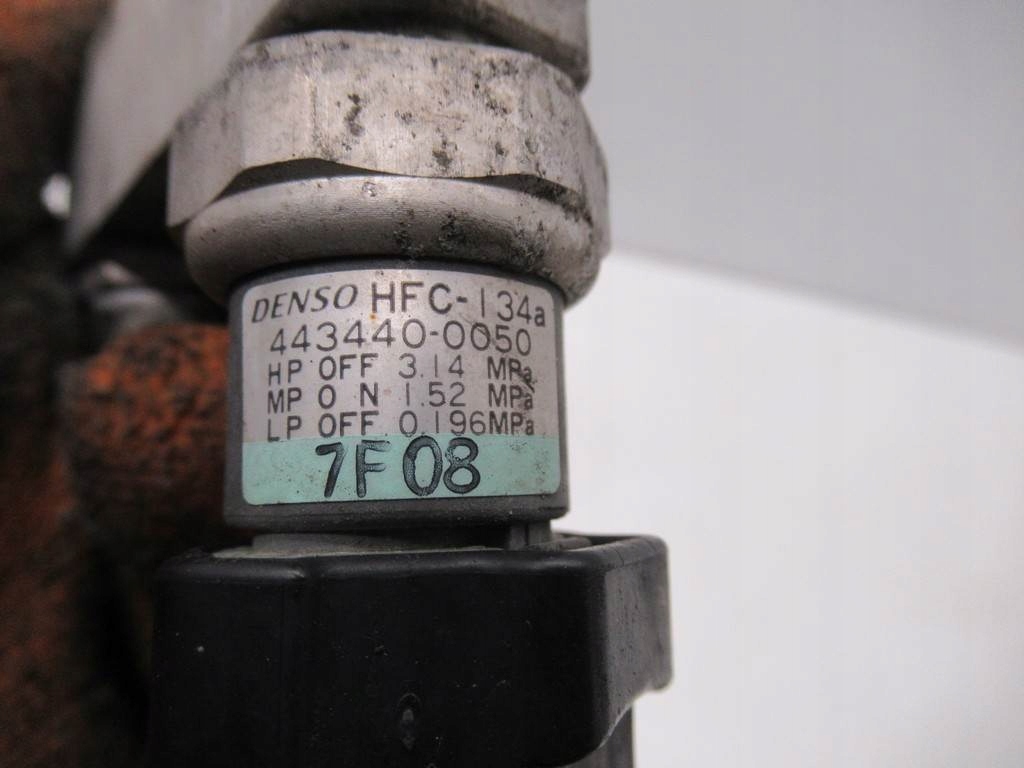 DENSO HFC-134a
443440-0050
HP OFF 3.14 MPa
MP ON 1.52 MPa
LP OFF 0.196MPa
7F08